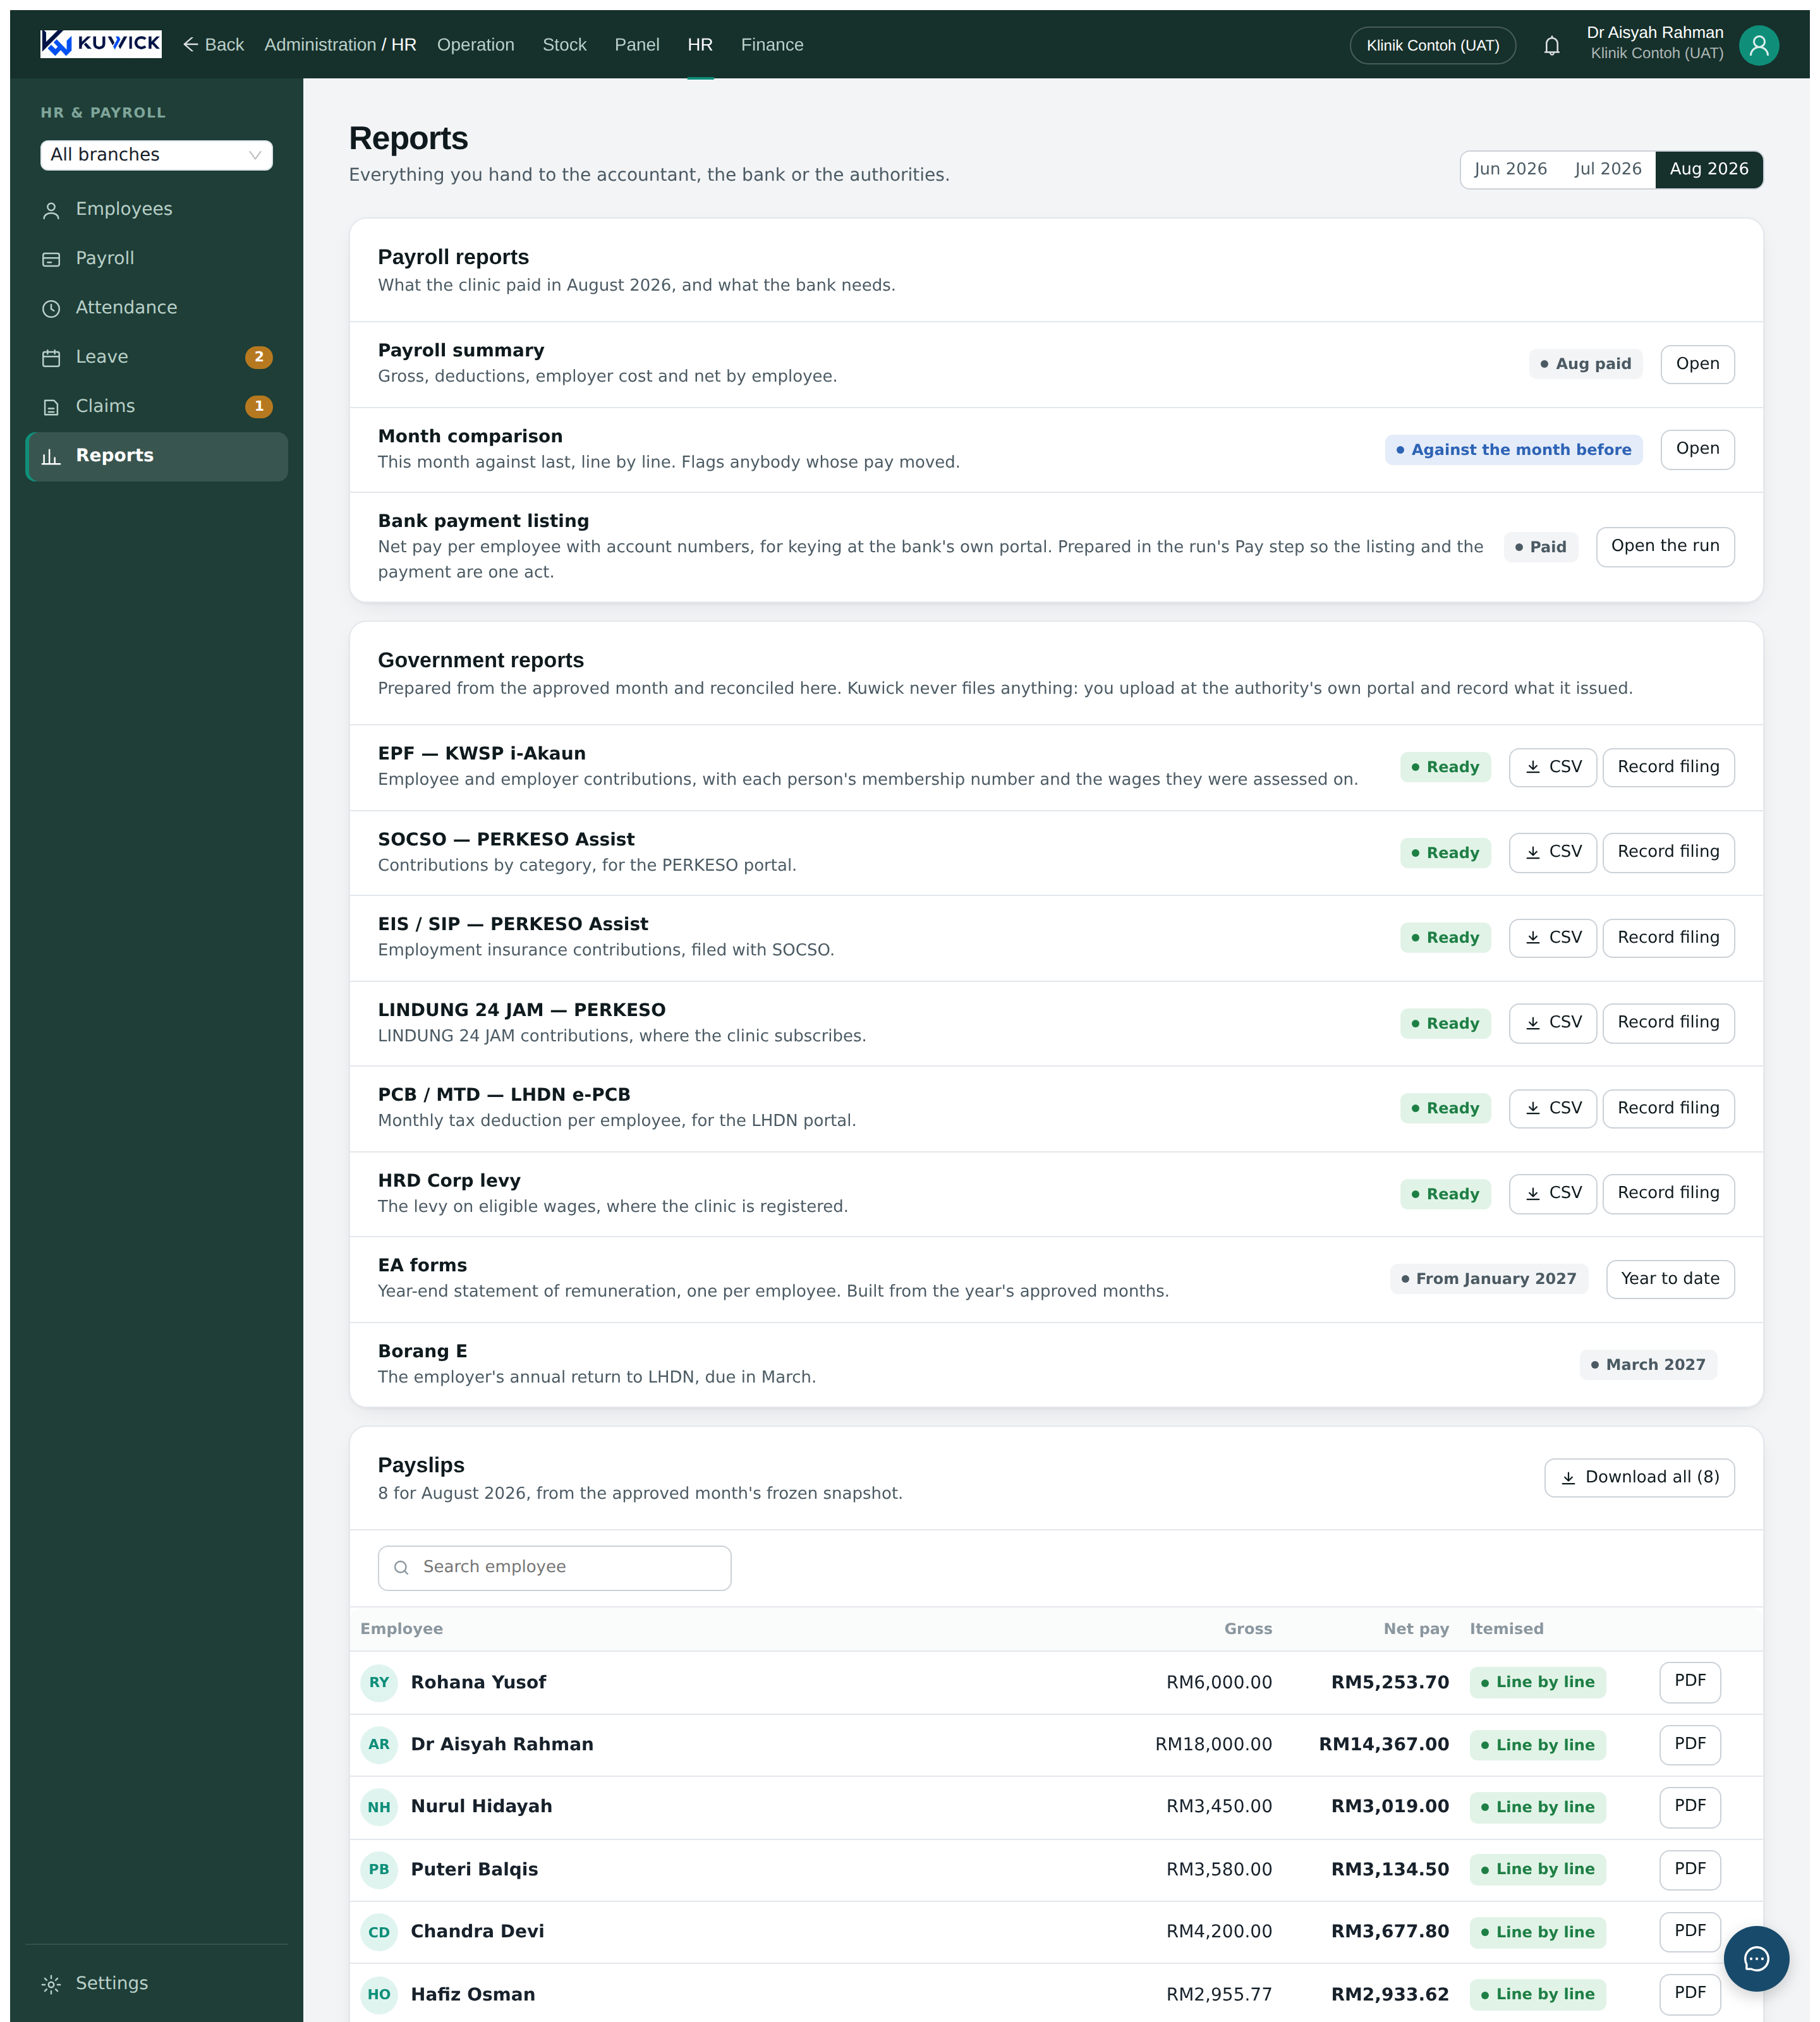 KUWICK
Back
Administration / HR
Operation
Stock
Panel
HR
Finance
Klinik Contoh (UAT)
Dr Aisyah Rahman
Klinik Contoh (UAT)
HR & PAYROLL
All branches
Employees
Payroll
Attendance
Leave 2
Claims 1
Reports
Settings
Reports
Everything you hand to the accountant, the bank or the authorities.
Jun 2026 Jul 2026 Aug 2026
Payroll reports
What the clinic paid in August 2026, and what the bank needs.
Payroll summary
Gross, deductions, employer cost and net by employee.
Aug paid
Open
Month comparison
This month against last, line by line. Flags anybody whose pay moved.
Against the month before
Open
Bank payment listing
Net pay per employee with account numbers, for keying at the bank's own portal. Prepared in the run's Pay step so the listing and the
payment are one act.
Paid
Open the run
Government reports
Prepared from the approved month and reconciled here. Kuwick never files anything: you upload at the authority's own portal and record what it issued.
EPF — KWSP i-Akaun
Employee and employer contributions, with each person's membership number and the wages they were assessed on.
Ready
CSV
Record filing
SOCSO — PERKESO Assist
Contributions by category, for the PERKESO portal.
Ready
CSV
Record filing
EIS / SIP — PERKESO Assist
Employment insurance contributions, filed with SOCSO.
Ready
CSV
Record filing
LINDUNG 24 JAM — PERKESO
LINDUNG 24 JAM contributions, where the clinic subscribes.
Ready
CSV
Record filing
PCB / MTD — LHDN e-PCB
Monthly tax deduction per employee, for the LHDN portal.
Ready
CSV
Record filing
HRD Corp levy
The levy on eligible wages, where the clinic is registered.
Ready
CSV
Record filing
EA forms
Year-end statement of remuneration, one per employee. Built from the year's approved months.
From January 2027
Year to date
Borang E
The employer's annual return to LHDN, due in March.
March 2027
Payslips
8 for August 2026, from the approved month's frozen snapshot.
Download all (8)
Search employee
Employee Gross Net pay Itemised
RY Rohana Yusof RM6,000.00 RM5,253.70 Line by line PDF
AR Dr Aisyah Rahman RM18,000.00 RM14,367.00 Line by line PDF
NH Nurul Hidayah RM3,450.00 RM3,019.00 Line by line PDF
PB Puteri Balqis RM3,580.00 RM3,134.50 Line by line PDF
CD Chandra Devi RM4,200.00 RM3,677.80 Line by line PDF
HO Hafiz Osman RM2,955.77 RM2,933.62 Line by line PDF